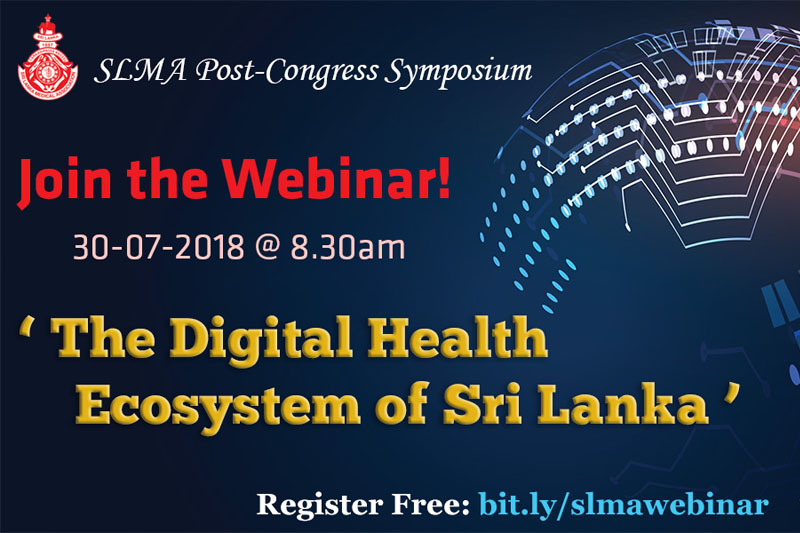 SLMA Post-Congress Symposium
Join the Webinar!
30-07-2018 @ 8.30am
‘ The Digital Health
Ecosystem of Sri Lanka ’
Register Free: bit.ly/slmawebinar